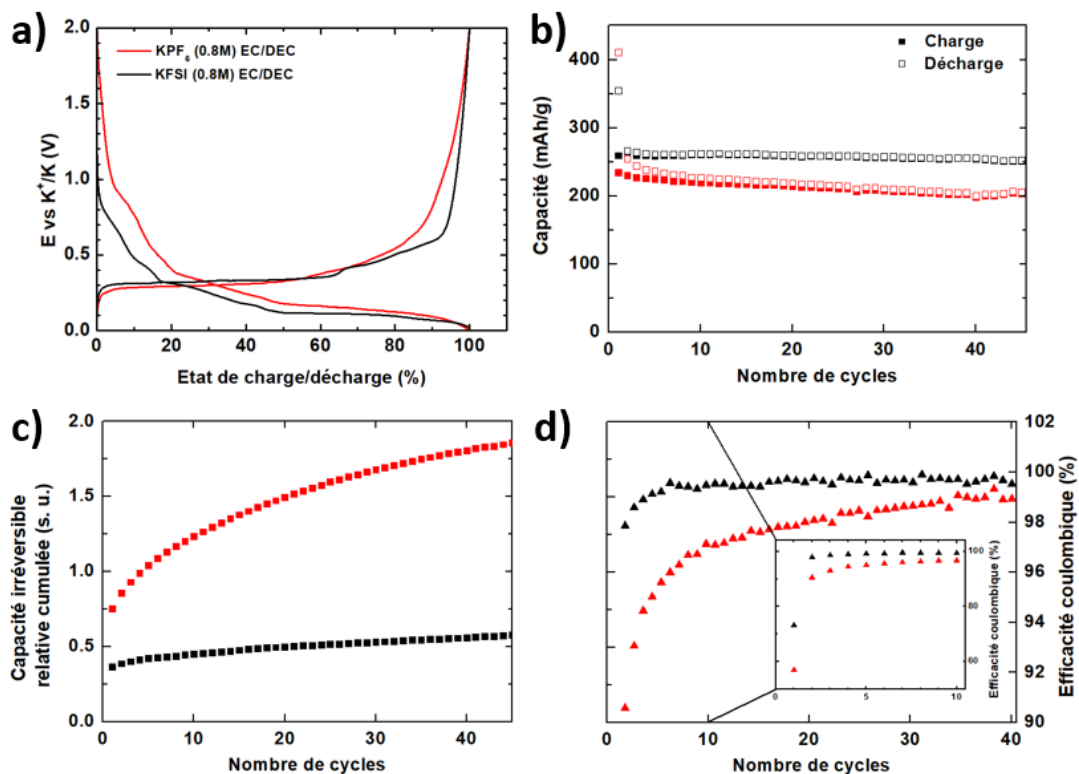 a)
2.0
1.5
1.0
0.5
0.0
E vs K⁺/K (V)
KPF₆ (0.8M) EC/DEC
KFSI (0.8M) EC/DEC
0 20 40 60 80 100
Etat de charge/décharge (%)
b)
400
350
300
250
200
150
100
50
0
Capacité (mAh/g)
Charge
Décharge
0 10 20 30 40
Nombre de cycles
c)
2.0
1.5
1.0
0.5
0.0
Capacité irréversible
relative cumulée (s. u.)
0 10 20 30 40
Nombre de cycles
d)
102
100
98
96
94
92
90
Efficacité coulombique (%)
100
80
60
Efficacité coulombique (%)
0 5 10
0 10 20 30 40
Nombre de cycles